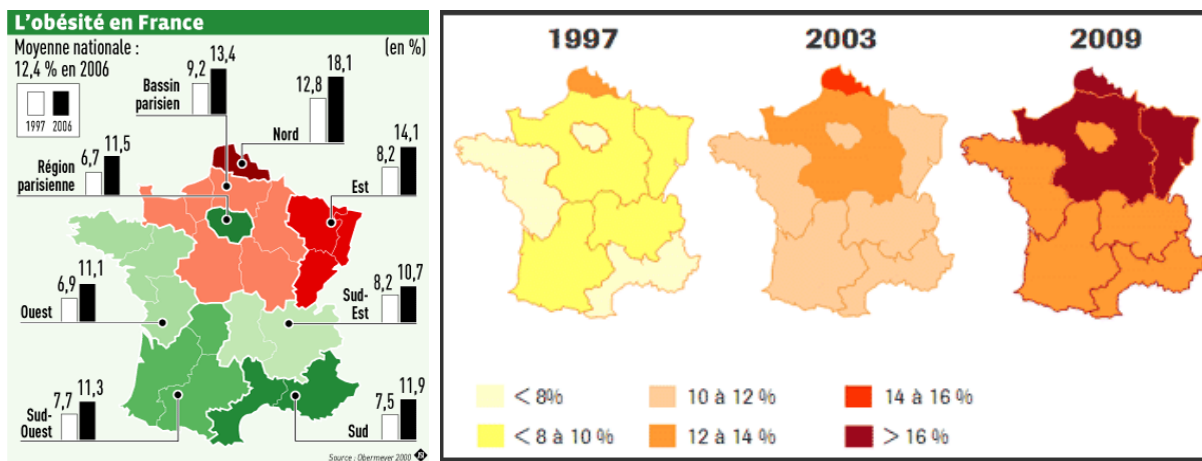 L'obésité en France
Moyenne nationale :
12,4 % en 2006
(en %)
1997 2006
Bassin parisien
9,2 13,4
Nord
12,8 18,1
Région parisienne
6,7 11,5
Est
8,2 14,1
Ouest
6,9 11,1
Sud-Est
8,2 10,7
Sud-Ouest
7,7 11,3
Sud
7,5 11,9
Source : Obermeyer 2000
1997 2003 2009
< 8%
10 à 12 %
14 à 16 %
< 8 à 10 %
12 à 14 %
> 16 %